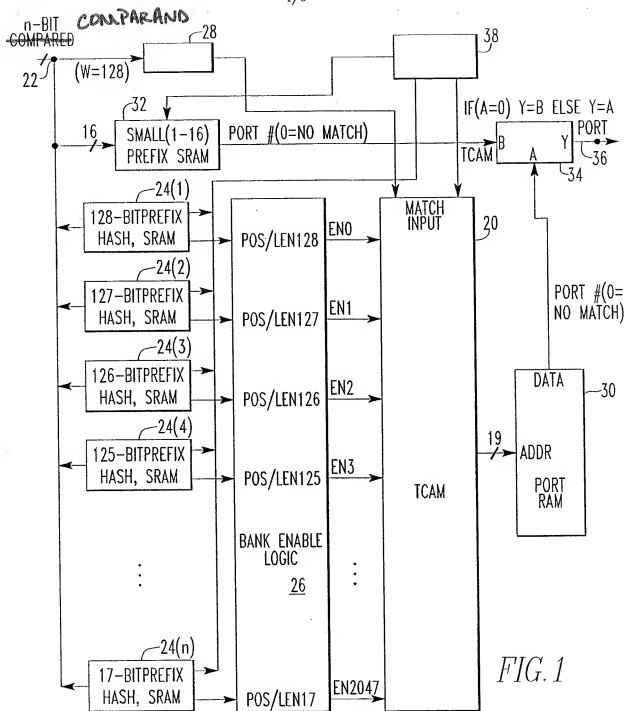 n-BIT COMPARAND
COMPARED
22
(W=128)
28
38
32
16
SMALL(1-16)
PREFIX SRAM
PORT #(0=NO MATCH)
IF(A=0) Y=B ELSE Y=A
PORT
B Y
A
TCAM
36
34
24(1)
128-BITPREFIX
HASH, SRAM
POS/LEN128
EN0
MATCH
INPUT
20
24(2)
127-BITPREFIX
HASH, SRAM
POS/LEN127
EN1
PORT #(0=
NO MATCH)
24(3)
126-BITPREFIX
HASH, SRAM
POS/LEN126
EN2
DATA
30
24(4)
125-BITPREFIX
HASH, SRAM
POS/LEN125
EN3
TCAM
19
ADDR
PORT
RAM
BANK ENABLE
LOGIC
26
24(n)
17-BITPREFIX
HASH, SRAM
POS/LEN17
EN2047
FIG. 1